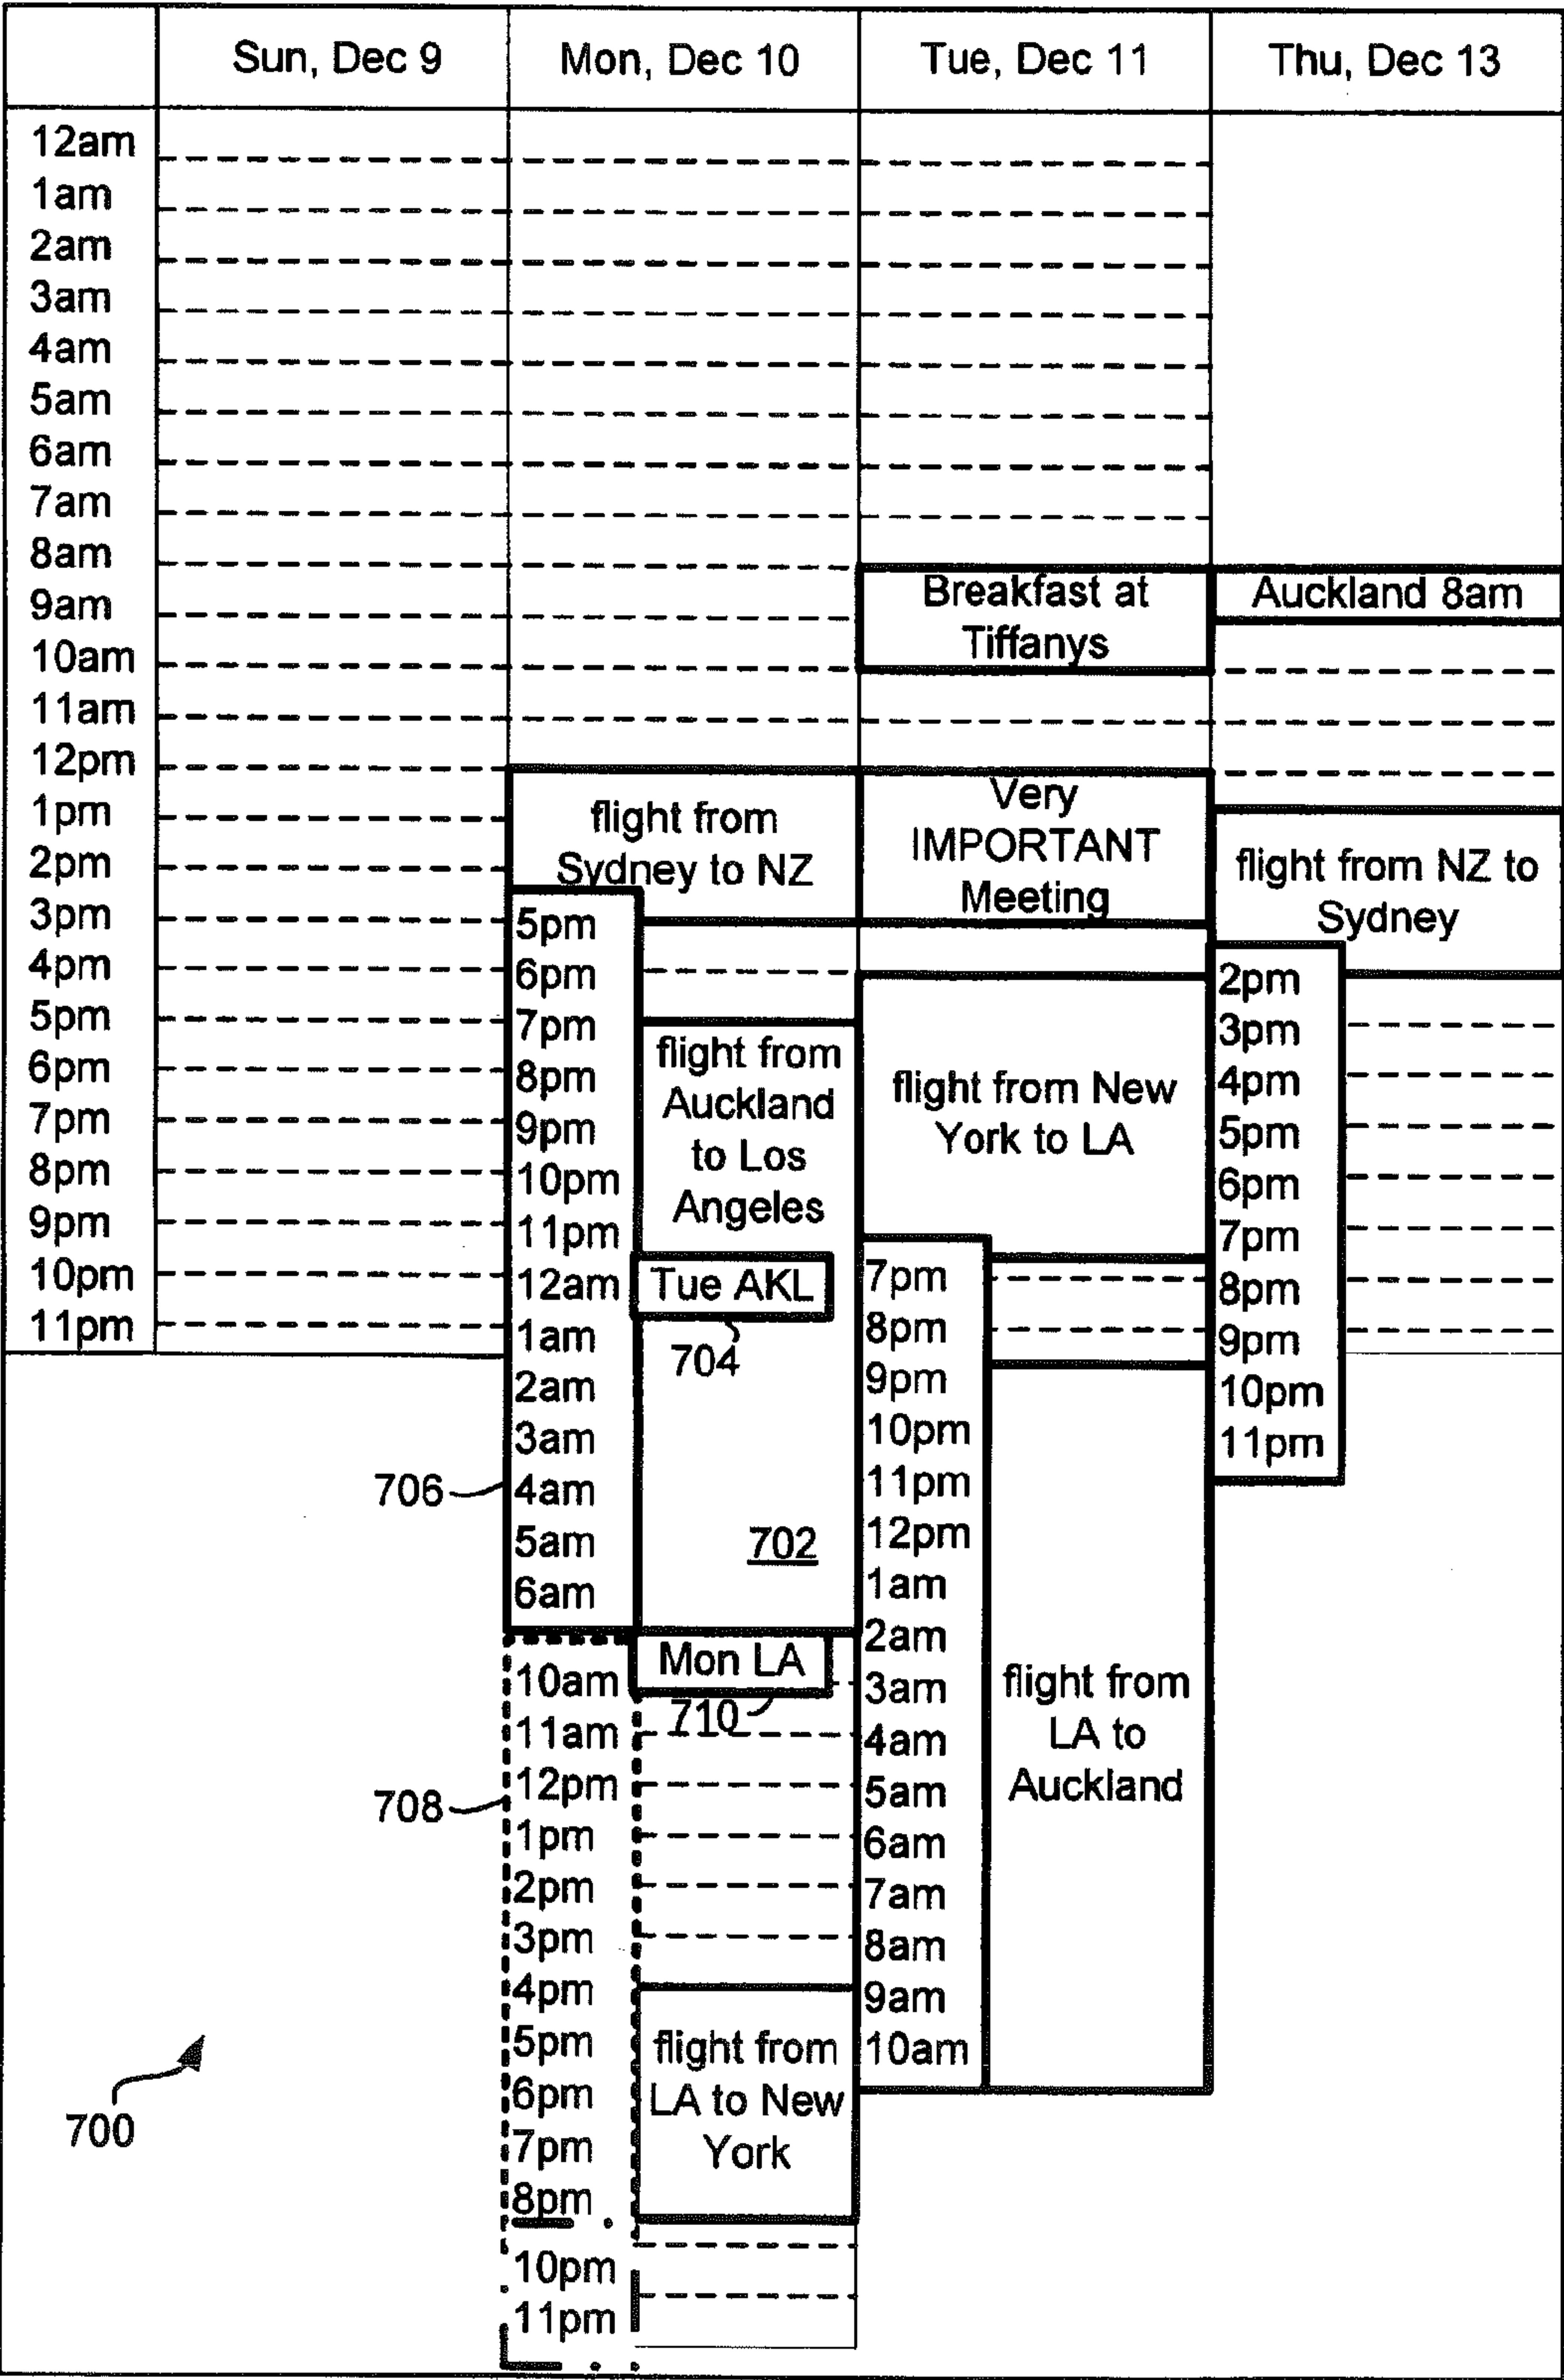 Sun, Dec 9
Mon, Dec 10
Tue, Dec 11
Thu, Dec 13
12am
1am
2am
3am
4am
5am
6am
7am
8am
9am
10am
11am
12pm
1pm
2pm
3pm
4pm
5pm
6pm
7pm
8pm
9pm
10pm
11pm
flight from
Sydney to NZ
5pm
6pm
7pm
8pm
9pm
10pm
11pm
12am
1am
2am
3am
4am
5am
6am
flight from
Auckland
to Los
Angeles
Tue AKL
704
706
702
Mon LA
710
10am
11am
12pm
1pm
2pm
3pm
4pm
5pm
6pm
7pm
8pm
10pm
11pm
708
flight from
LA to New
York
Breakfast at
Tiffanys
Very
IMPORTANT
Meeting
flight from New
York to LA
7pm
8pm
9pm
10pm
11pm
12pm
1am
2am
3am
4am
5am
6am
7am
8am
9am
10am
flight from
LA to
Auckland
Auckland 8am
flight from NZ to
Sydney
2pm
3pm
4pm
5pm
6pm
7pm
8pm
9pm
10pm
11pm
700